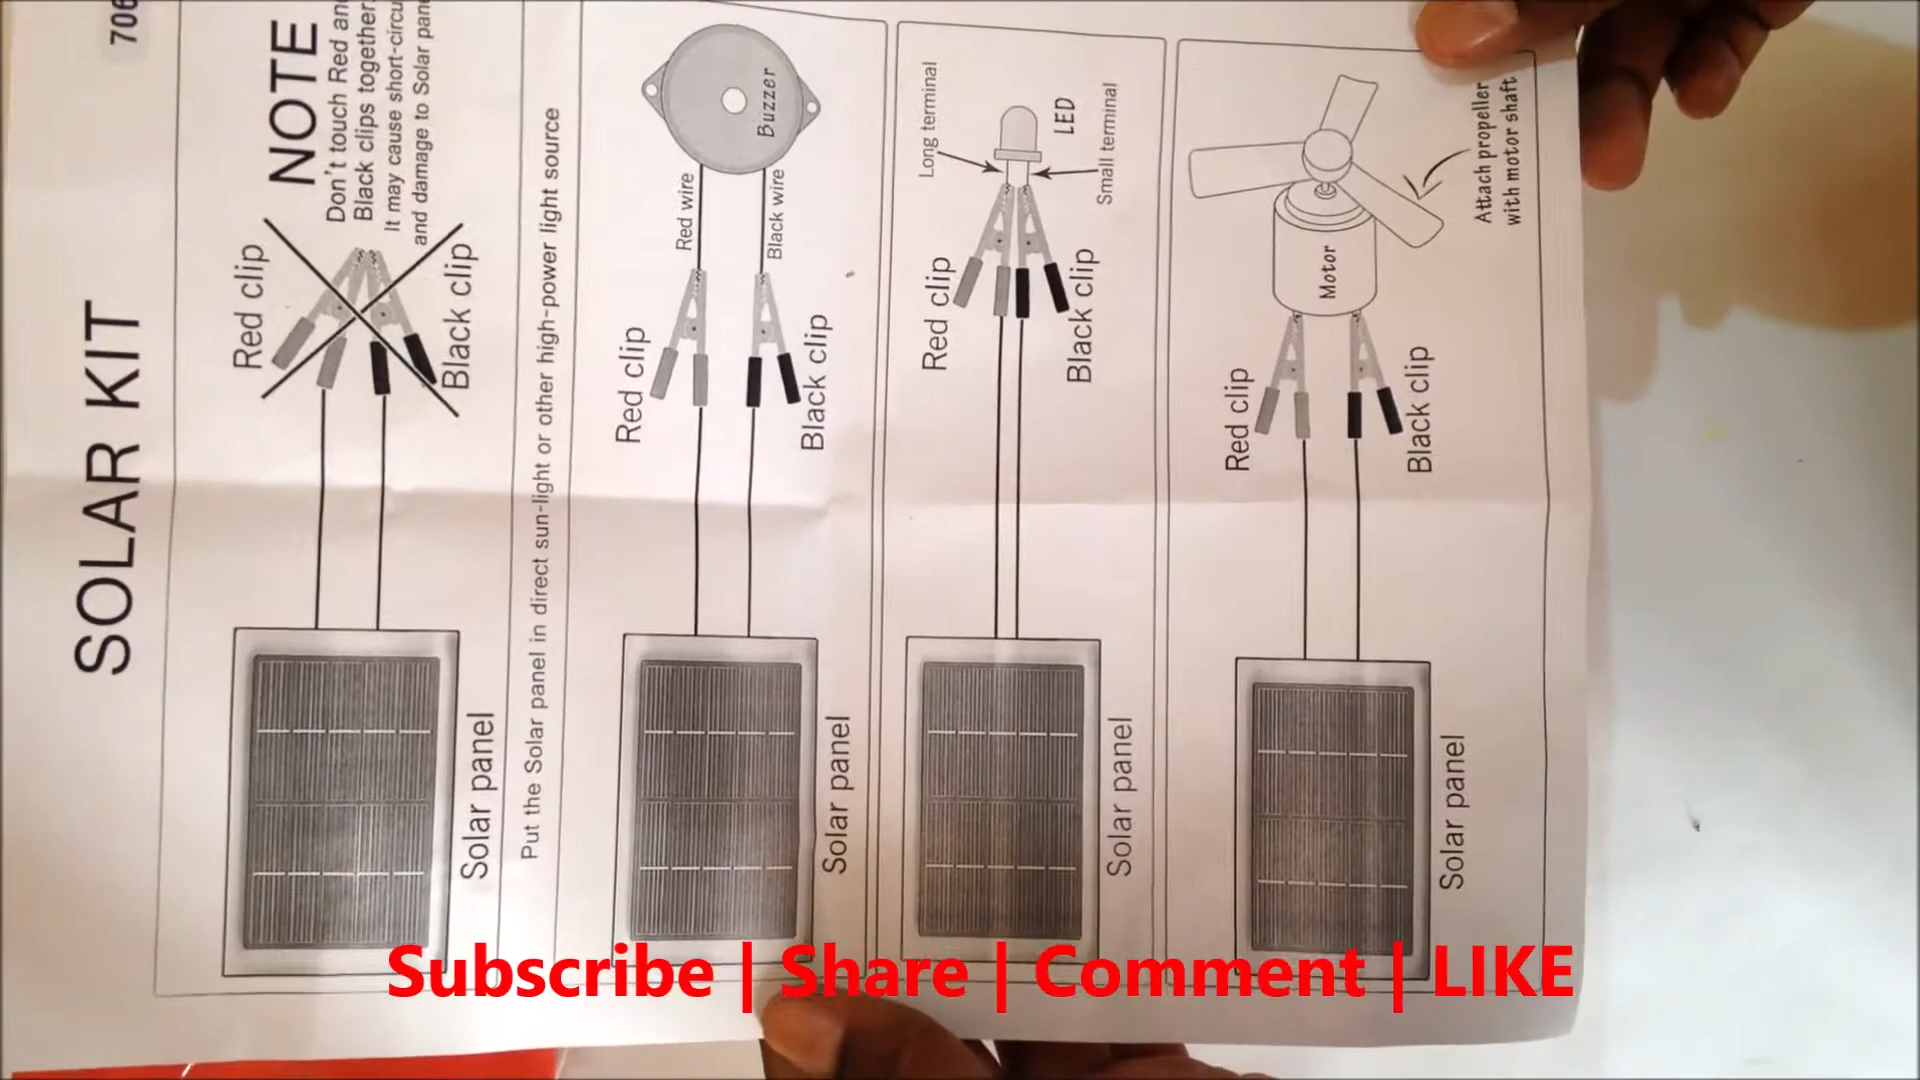 706
SOLAR KIT
NOTE
Don't touch Red and
Black clips together.
It may cause short-circu
and damage to Solar pane
Red clip
Black clip
Solar panel
Put the Solar panel in direct sun-light or other high-power light source
Buzzer
Red wire
Black wire
Red clip
Black clip
Solar panel
Long terminal
LED
Small terminal
Red clip
Black clip
Solar panel
Attach propeller
with motor shaft
Motor
Red clip
Black clip
Solar panel
Subscribe | Share | Comment | LIKE